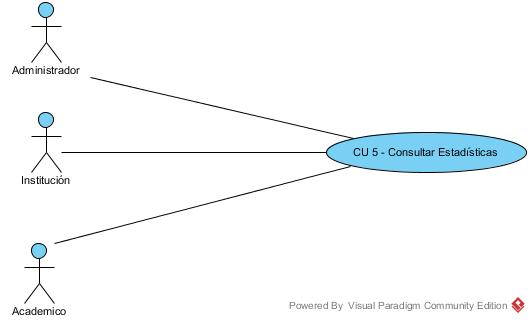 Administrador
Institución
CU 5 - Consultar Estadísticas
Academico
Powered By Visual Paradigm Community Edition